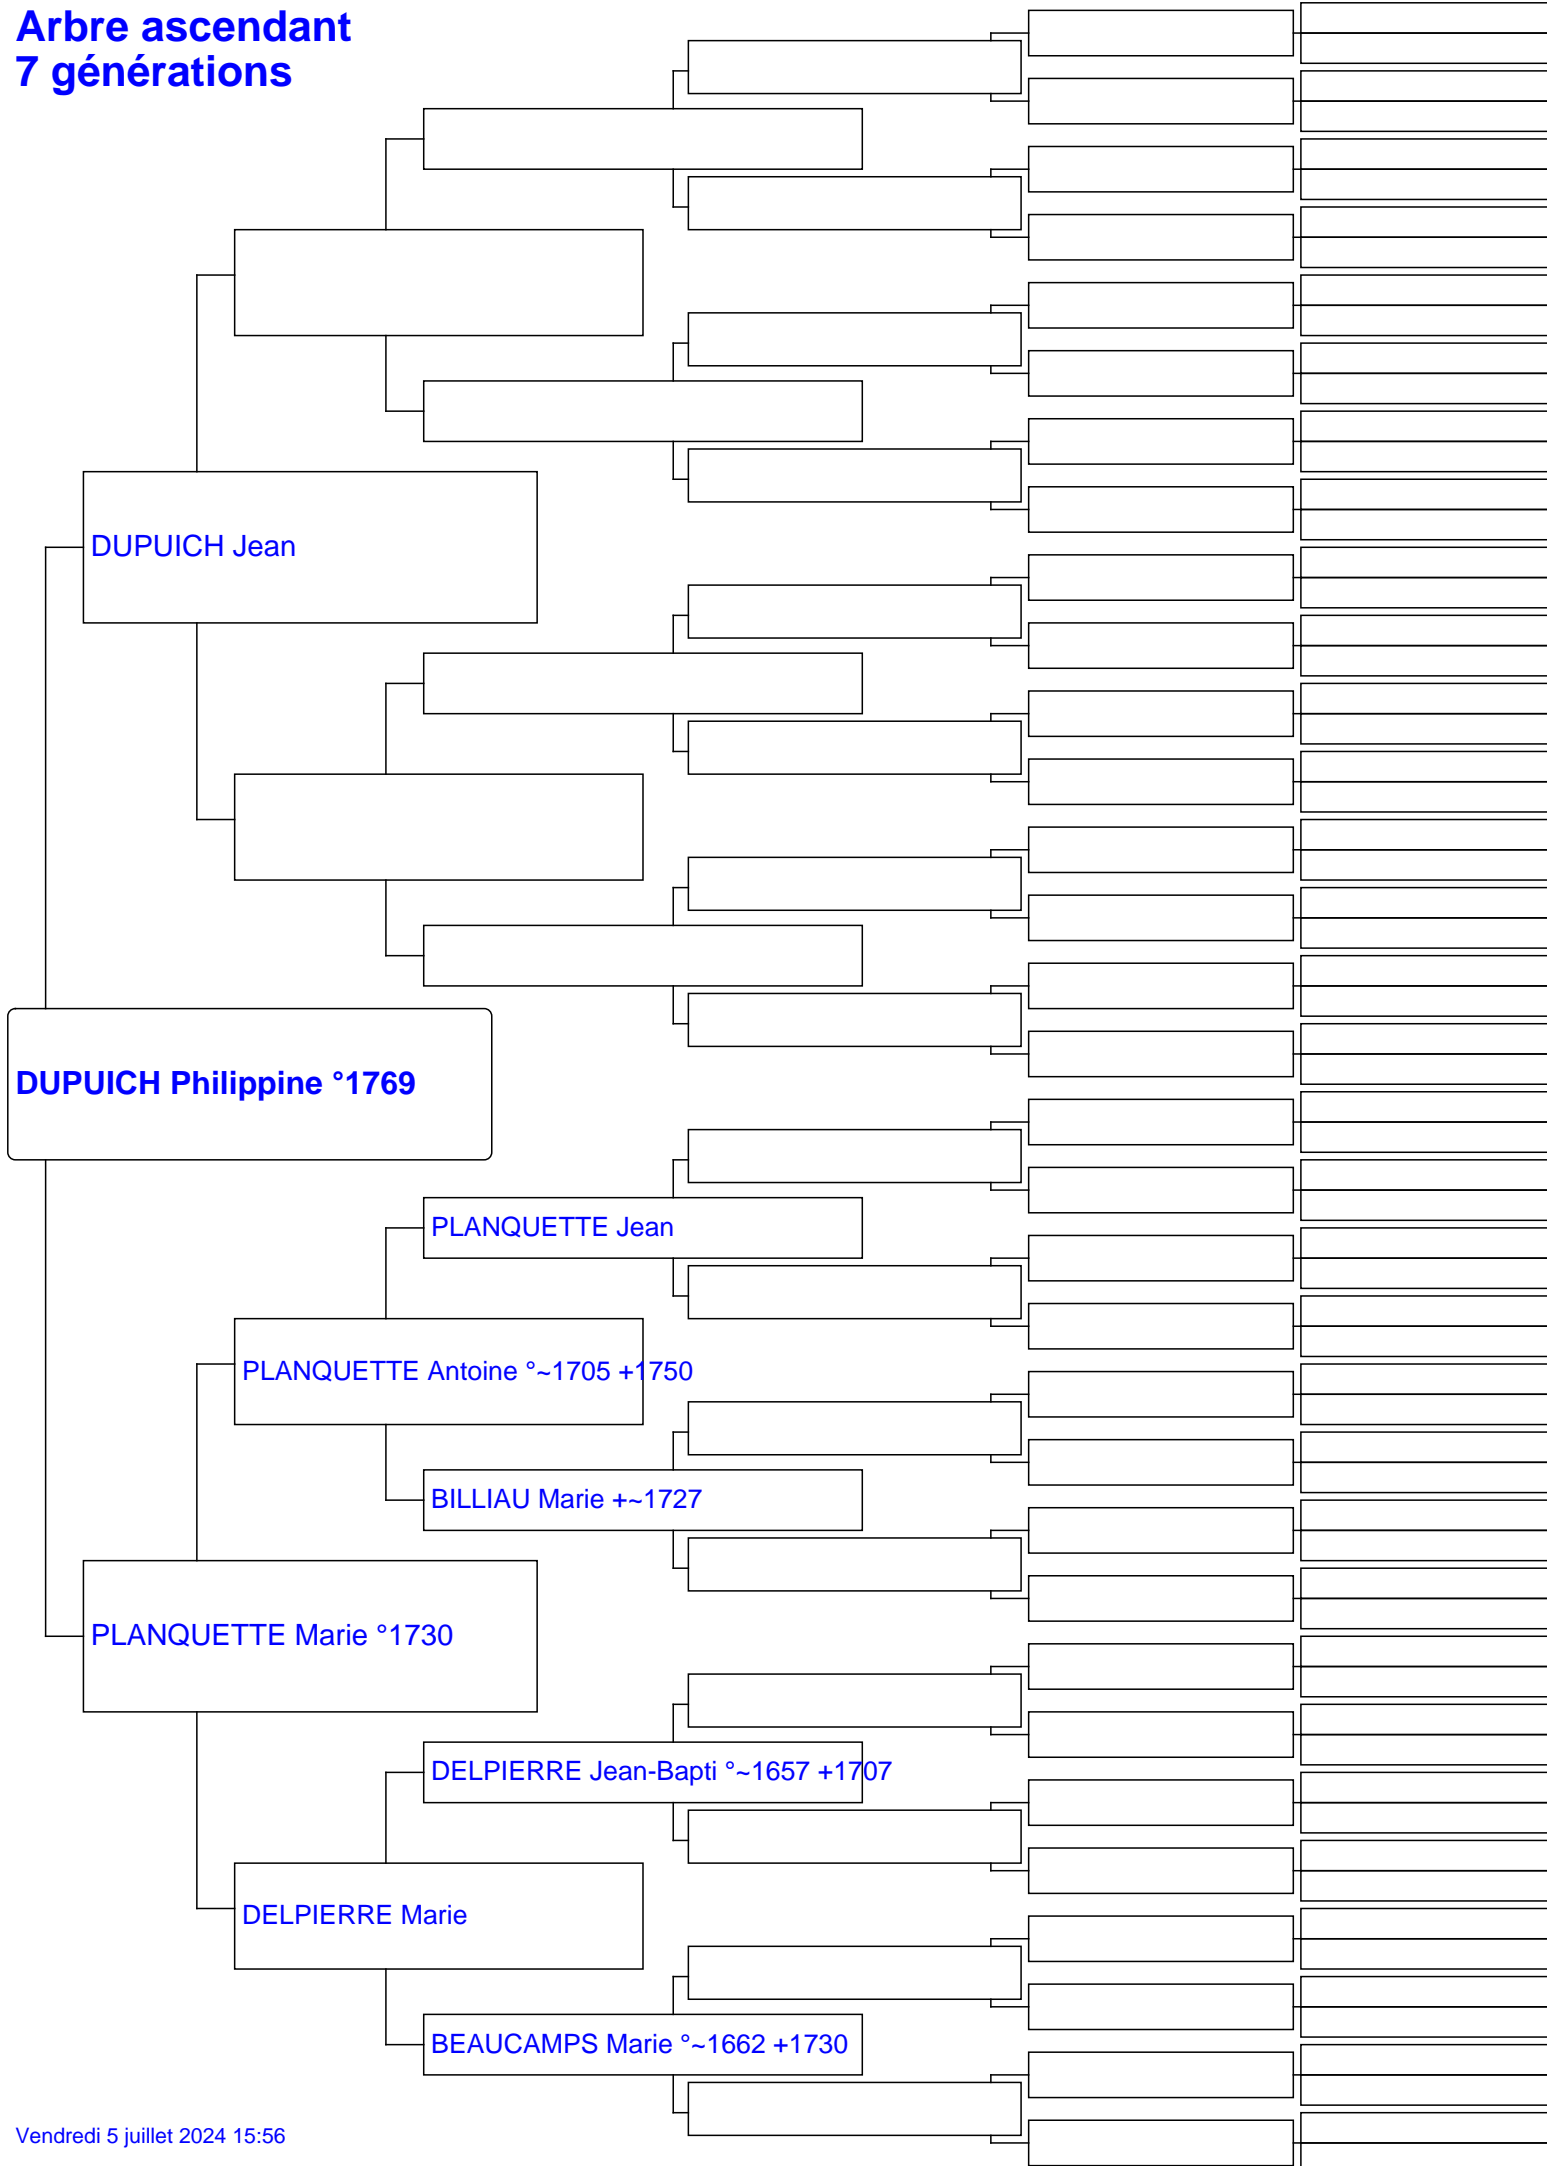 Arbre ascendant
7 générations
DUPUICH Jean
DUPUICH Philippine °1769
PLANQUETTE Jean
PLANQUETTE Antoine °~1705 +1750
BILLIAU Marie +~1727
PLANQUETTE Marie °1730
DELPIERRE Jean-Bapti °~1657 +1707
DELPIERRE Marie
BEAUCAMPS Marie °~1662 +1730
Vendredi 5 juillet 2024 15:56